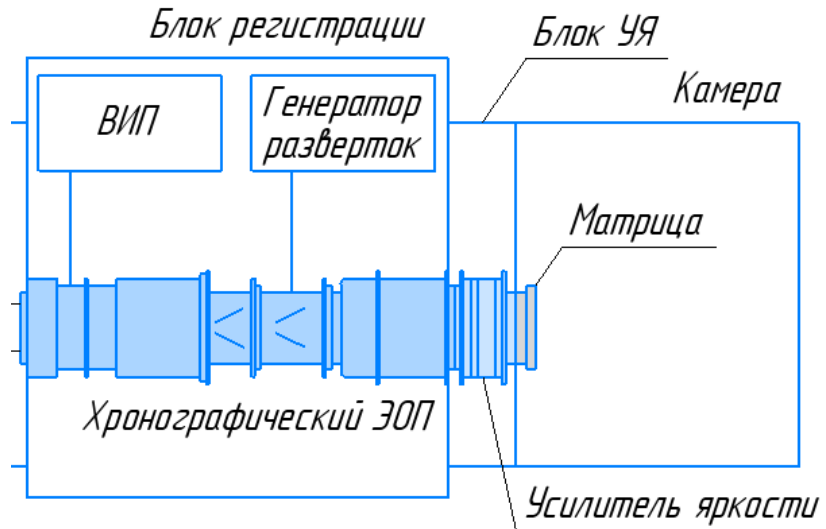 Блок регистрации
Блок УЯ
Камера
ВИП
Генератор
разверток
Матрица
Хронографический ЭОП
Усилитель яркости